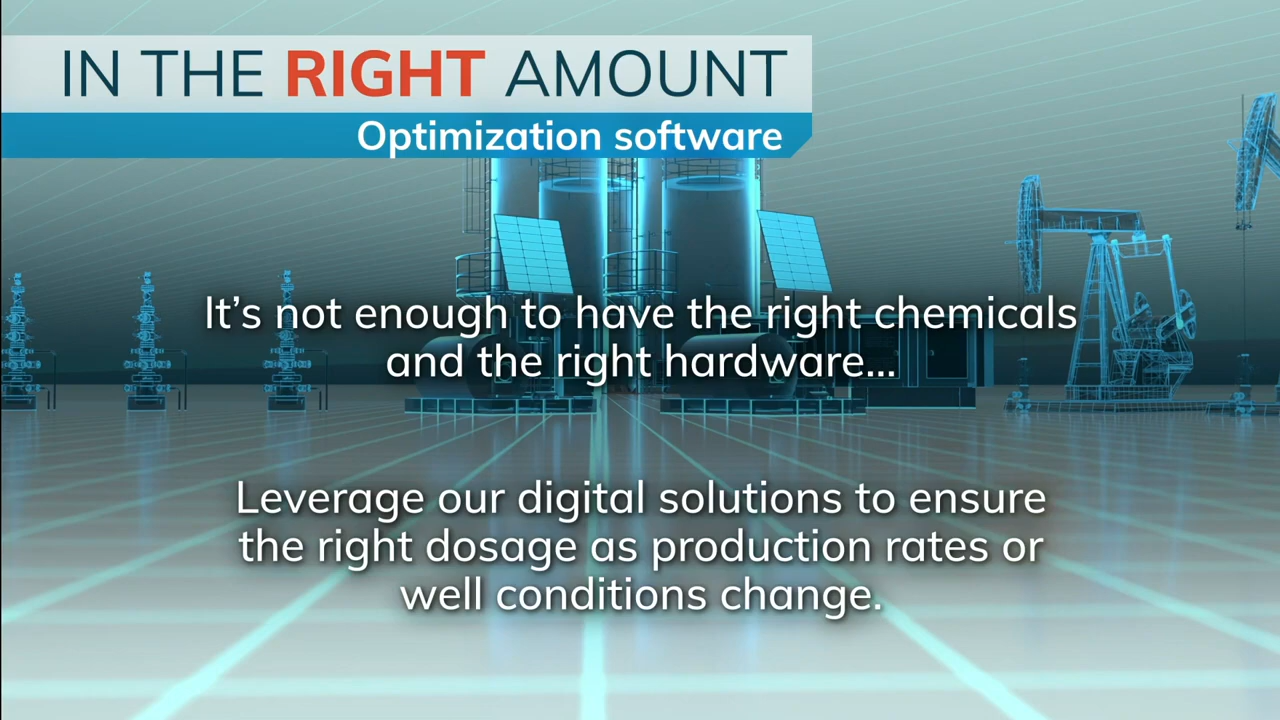 IN THE RIGHT AMOUNT
Optimization software
It’s not enough to have the right chemicals
and the right hardware...
Leverage our digital solutions to ensure
the right dosage as production rates or
well conditions change.